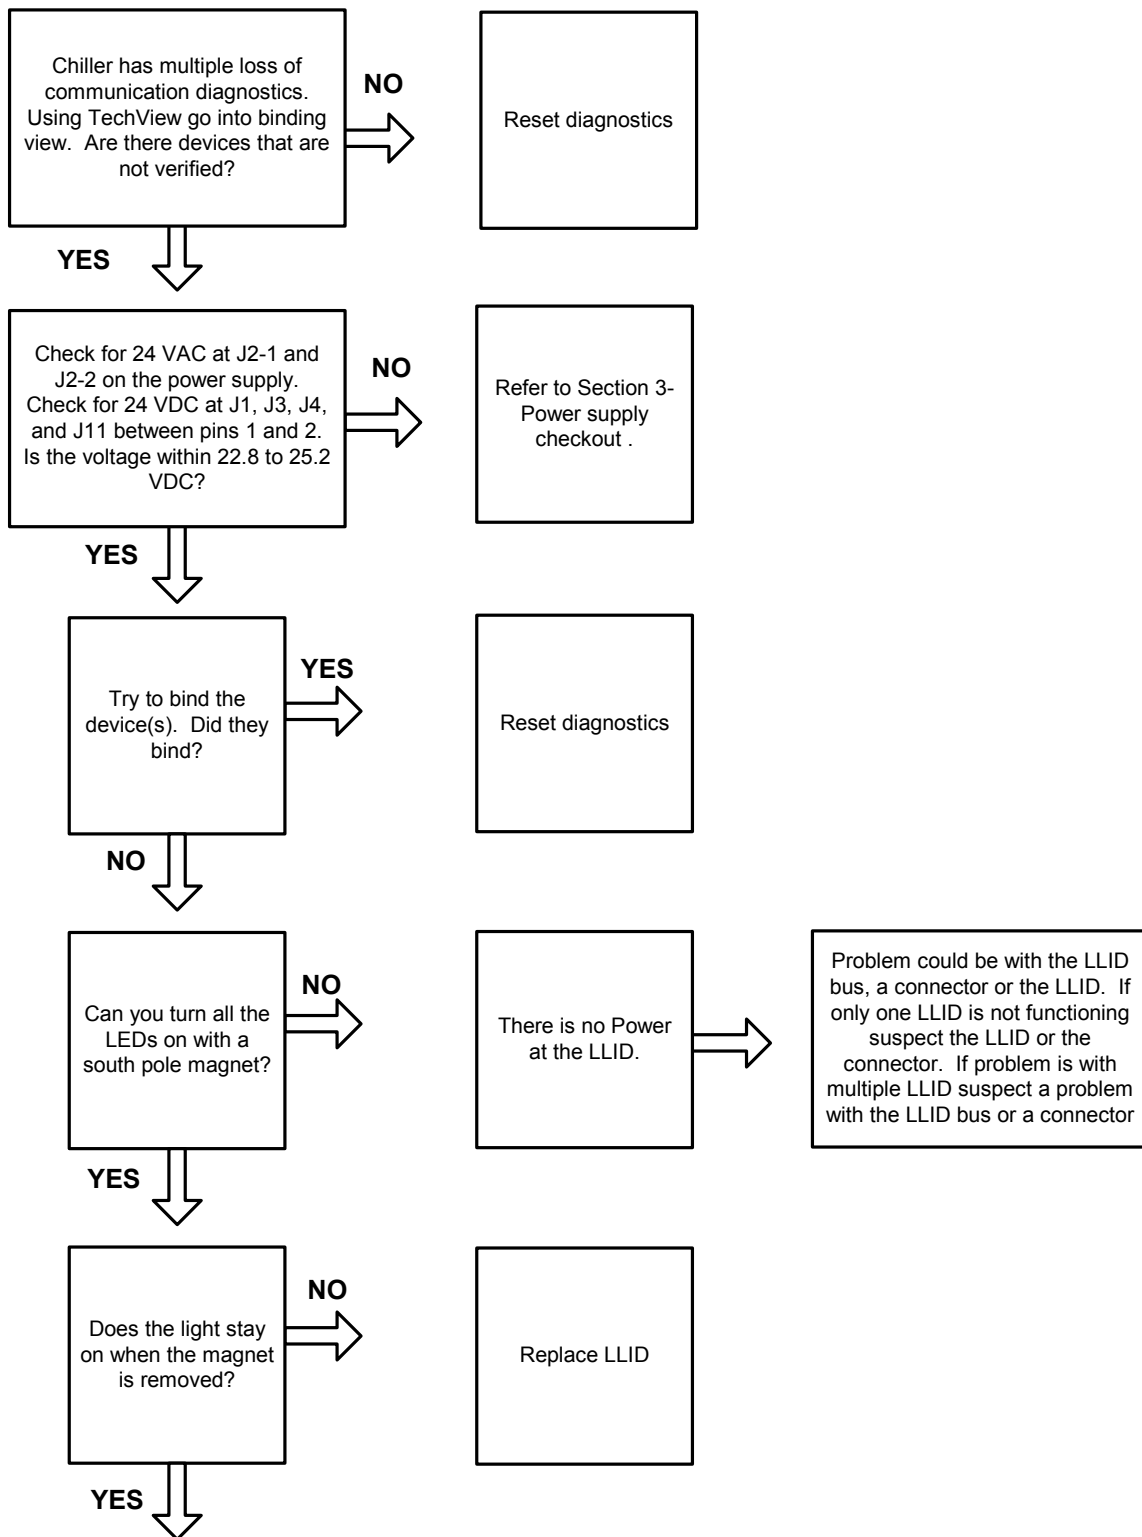 Chiller has multiple loss of
communication diagnostics.
Using TechView go into binding
view. Are there devices that are
not verified?
NO
Reset diagnostics
YES
Check for 24 VAC at J2-1 and
J2-2 on the power supply.
Check for 24 VDC at J1, J3, J4,
and J11 between pins 1 and 2.
Is the voltage within 22.8 to 25.2
VDC?
NO
Refer to Section 3-
Power supply
checkout .
YES
Try to bind the
device(s). Did they
bind?
YES
Reset diagnostics
NO
Can you turn all the
LEDs on with a
south pole magnet?
NO
There is no Power
at the LLID.
Problem could be with the LLID
bus, a connector or the LLID. If
only one LLID is not functioning
suspect the LLID or the
connector. If problem is with
multiple LLID suspect a problem
with the LLID bus or a connector
YES
Does the light stay
on when the magnet
is removed?
NO
Replace LLID
YES